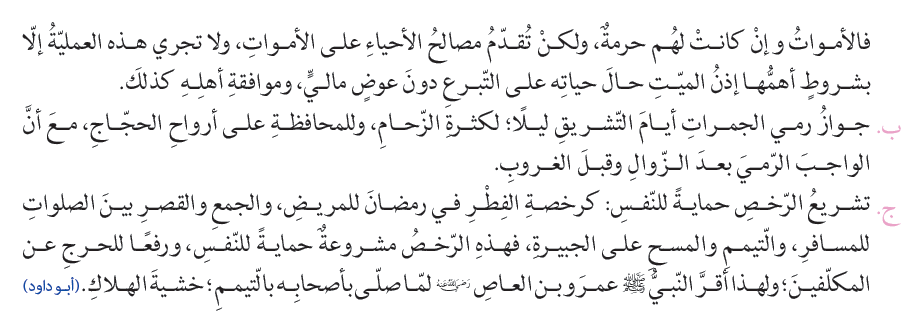 فالأمواتُ وإنْ كانتْ لهُم حرمةٌ، ولكنْ تُقدّمُ مصالحُ الأحياءِ على الأمواتِ، ولا تجري هذه العمليّةُ إلّا
بشروطٍ أهمُّها إذنُ الميّتِ حالَ حياتِه على التّبرعِ دونَ عوضٍ ماليٍّ، وموافقةِ أهلِهِ كذلكَ.
ب. جوازُ رمي الجمراتِ أيامَ التّشريقِ ليلًا؛ لكثرةِ الزّحامِ، وللمحافظةِ على أرواحِ الحجّاجِ، معَ أنَّ
الواجبَ الرّميَ بعدَ الزّوالِ وقبلَ الغروبِ.
ج. تشريعُ الرّخصِ حمايةً للنّفسِ: كرخصةِ الفِطْرِ في رمضانَ للمريضِ، والجمعِ والقصرِ بينَ الصلواتِ
للمسافرِ، والتّيممِ والمسحِ على الجبيرةِ، فهذهِ الرّخصُ مشروعةٌ حمايةً للنّفسِ، ورفعًا للحرجِ عن
المكلّفينَ؛ ولهذا أقرَّ النّبيُّ ﷺ عمرَو بن العاصِ رضي الله عنه لمّا صلّى بأصحابِه بالتّيممِ؛ خشيةَ الهلاكِ. (أبو داود)